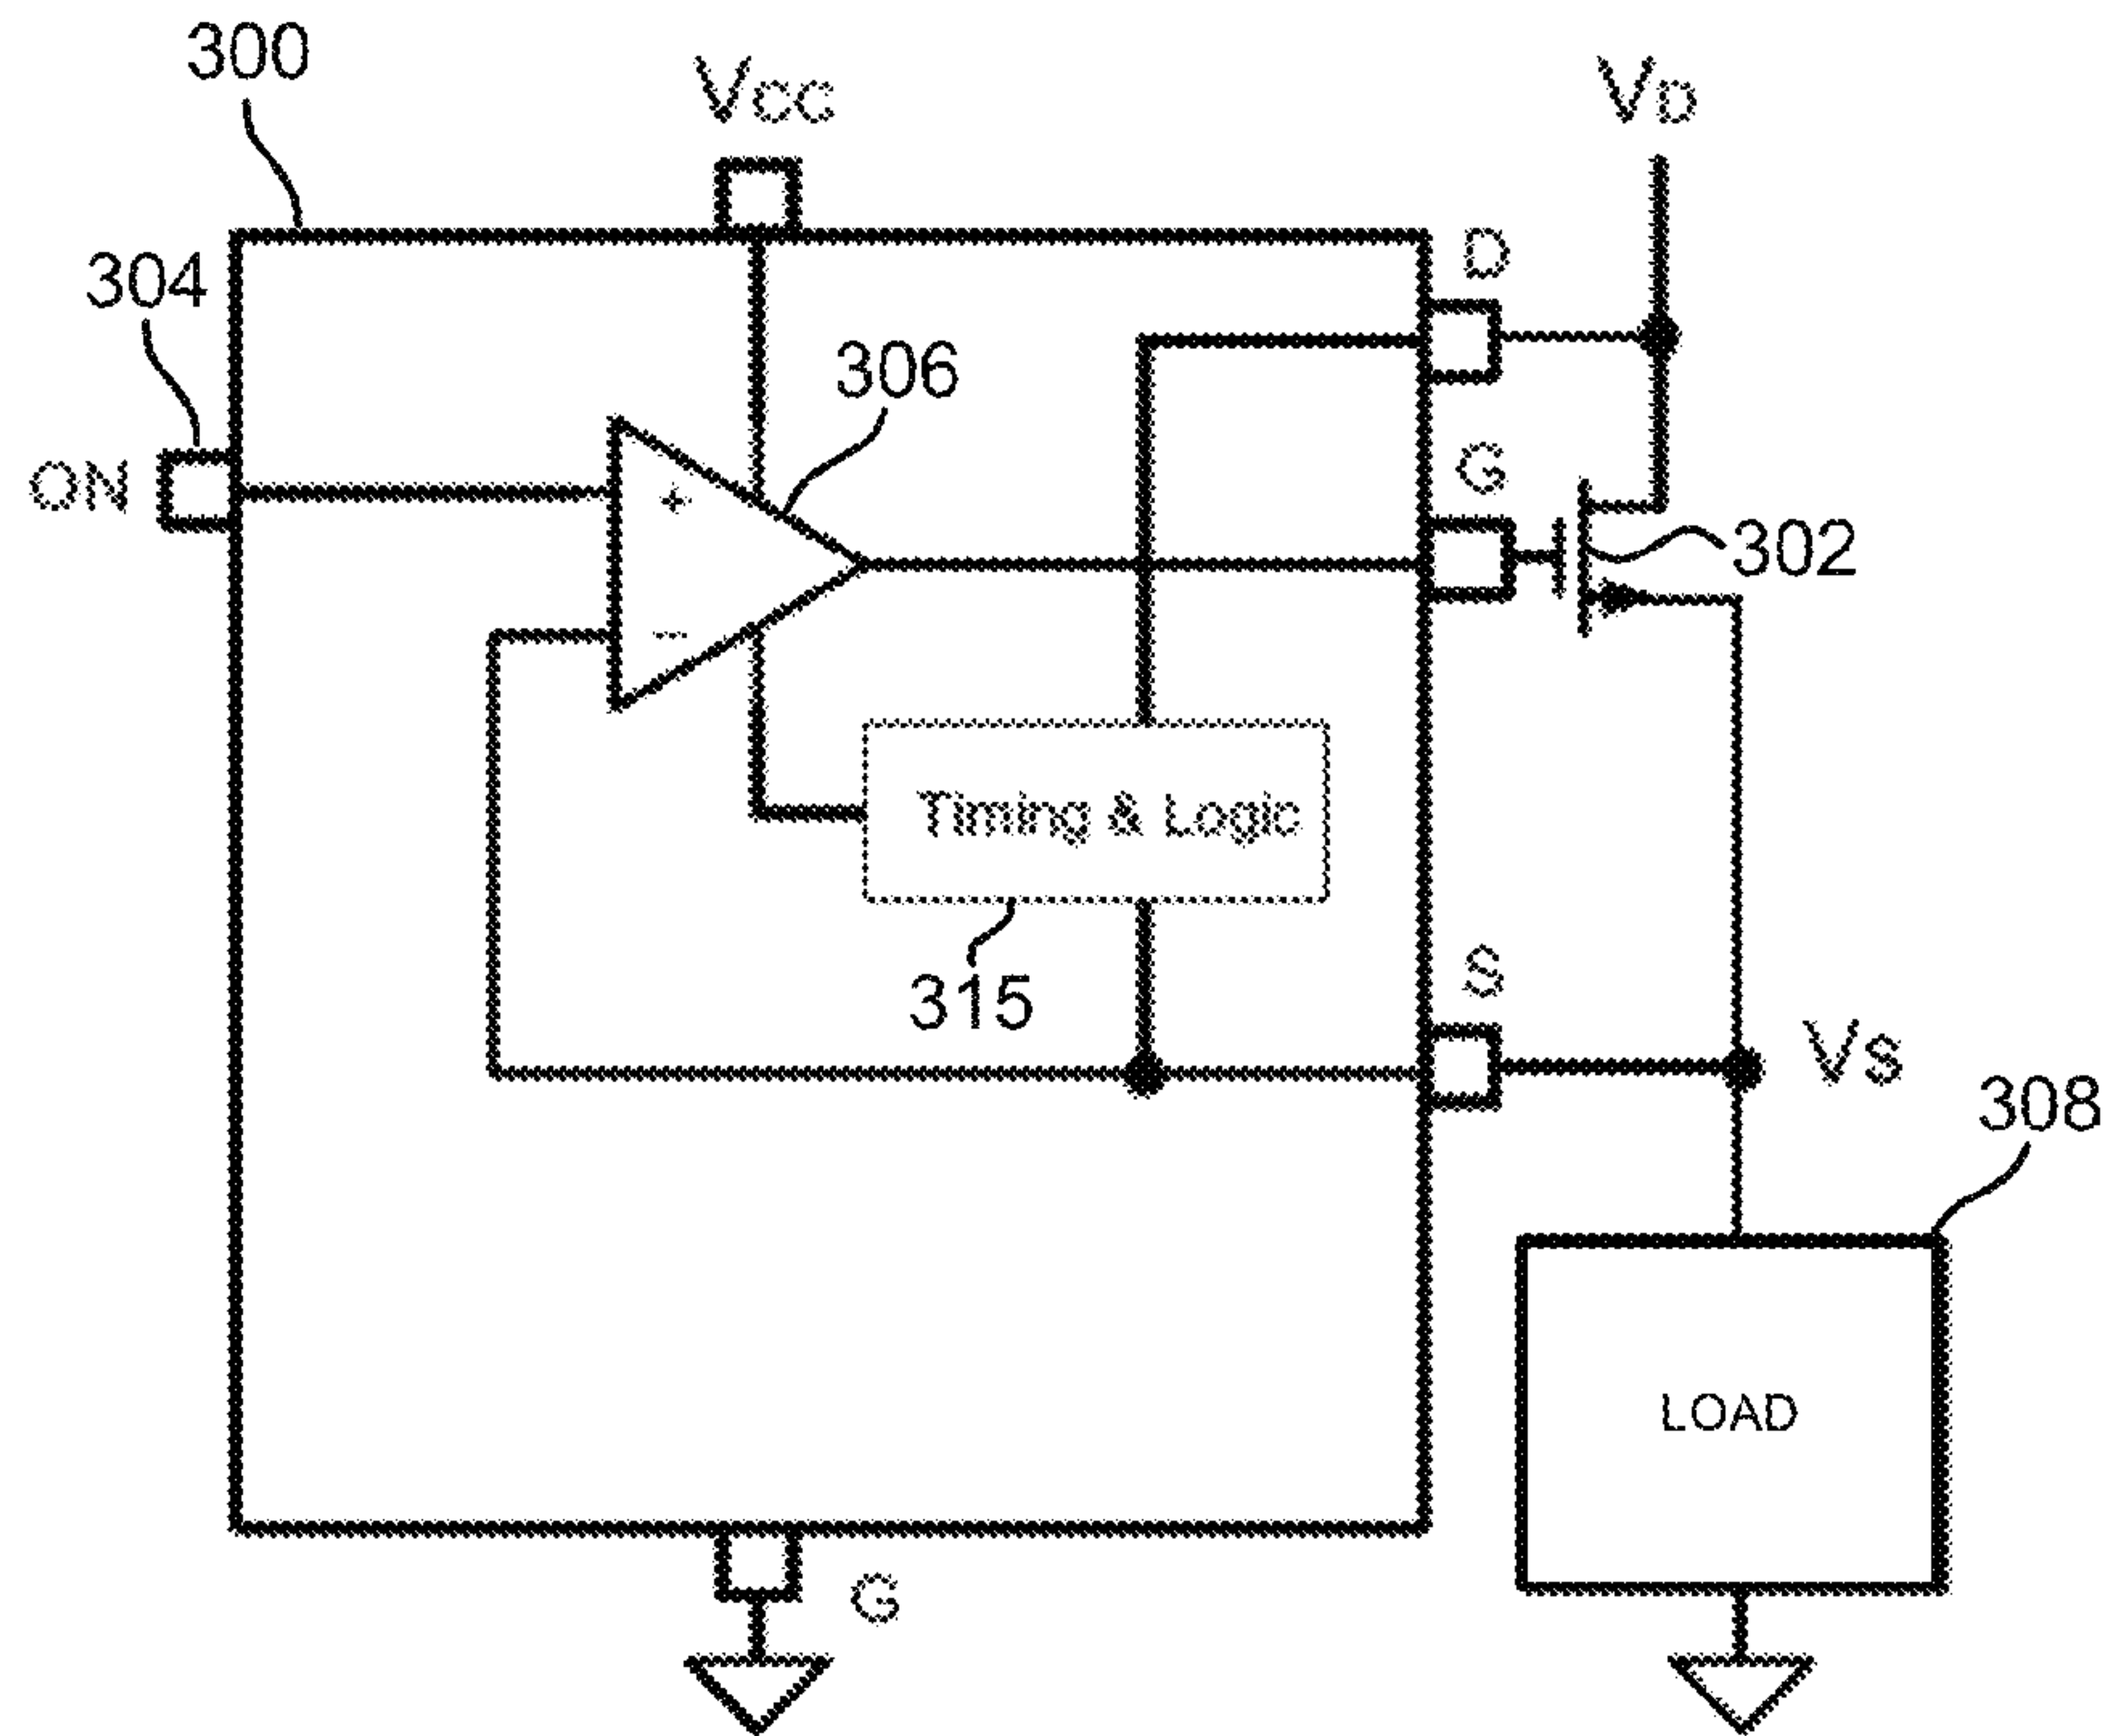 300
VCC
VD
304
D
306
ON
+
G
302
−
Timing & Logic
315
S
VS
308
LOAD
G